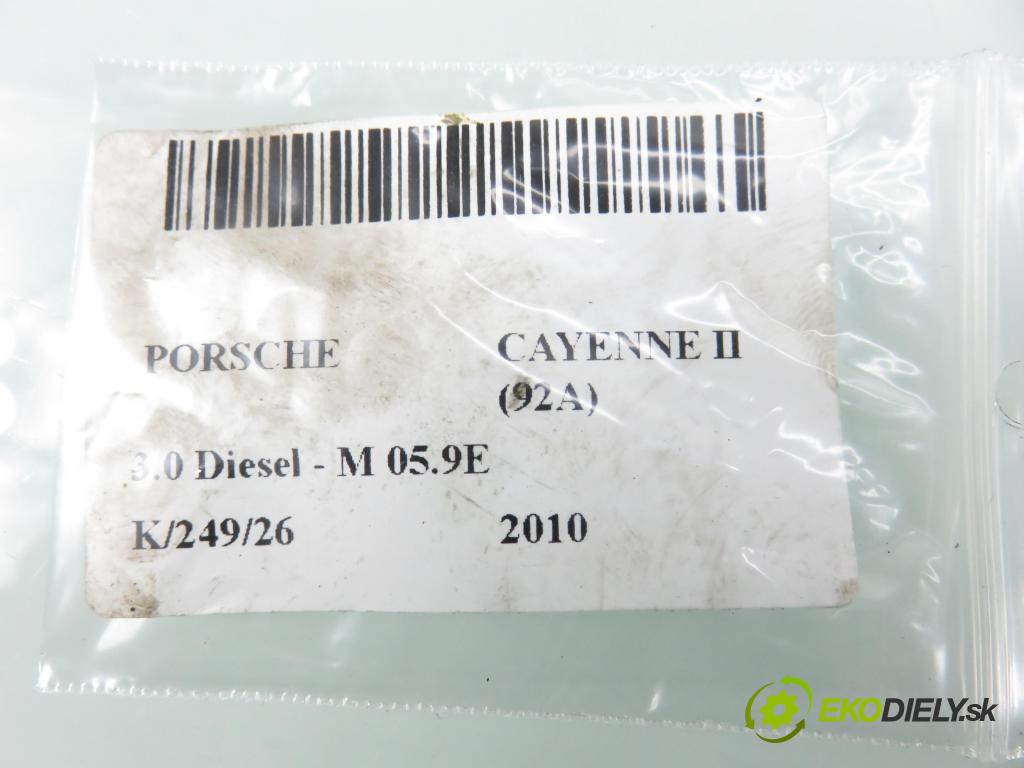 PORSCHE CAYENNE II
(92A)
3.0 Diesel - M 05.9E
K/249/26 2010
EKODIELY.sk